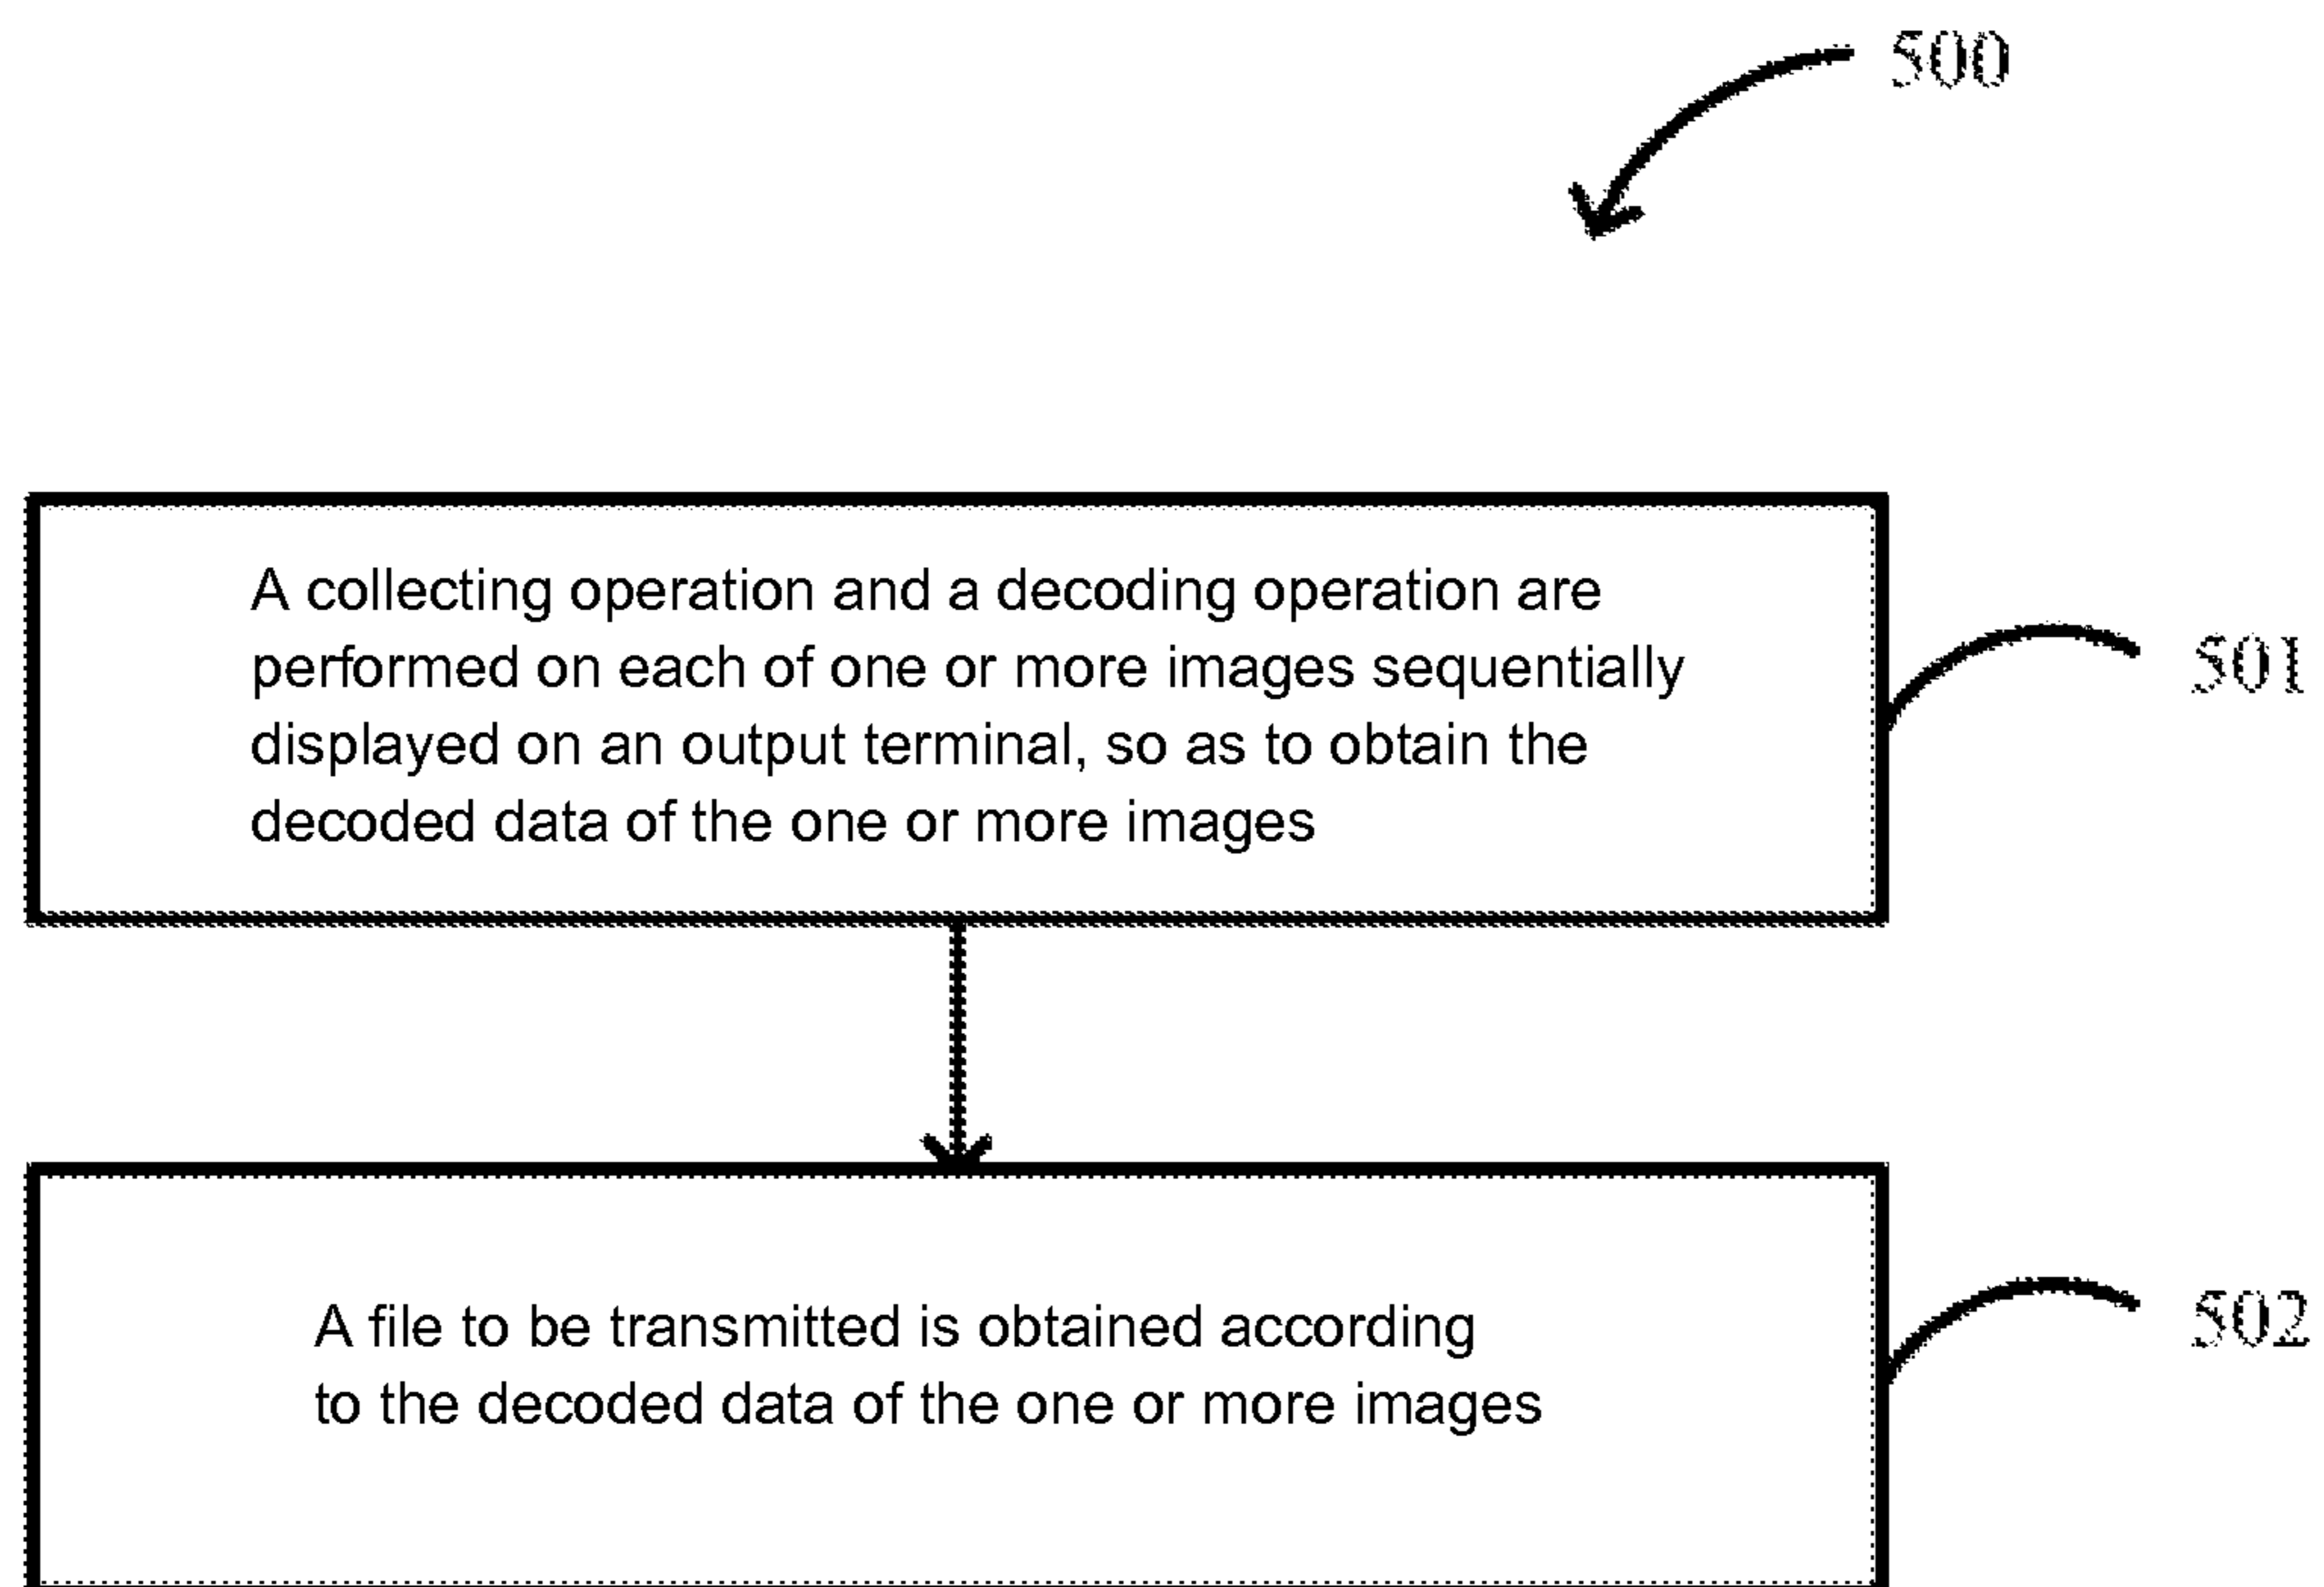 500
A collecting operation and a decoding operation are
performed on each of one or more images sequentially
displayed on an output terminal, so as to obtain the
decoded data of the one or more images
501
A file to be transmitted is obtained according
to the decoded data of the one or more images
502